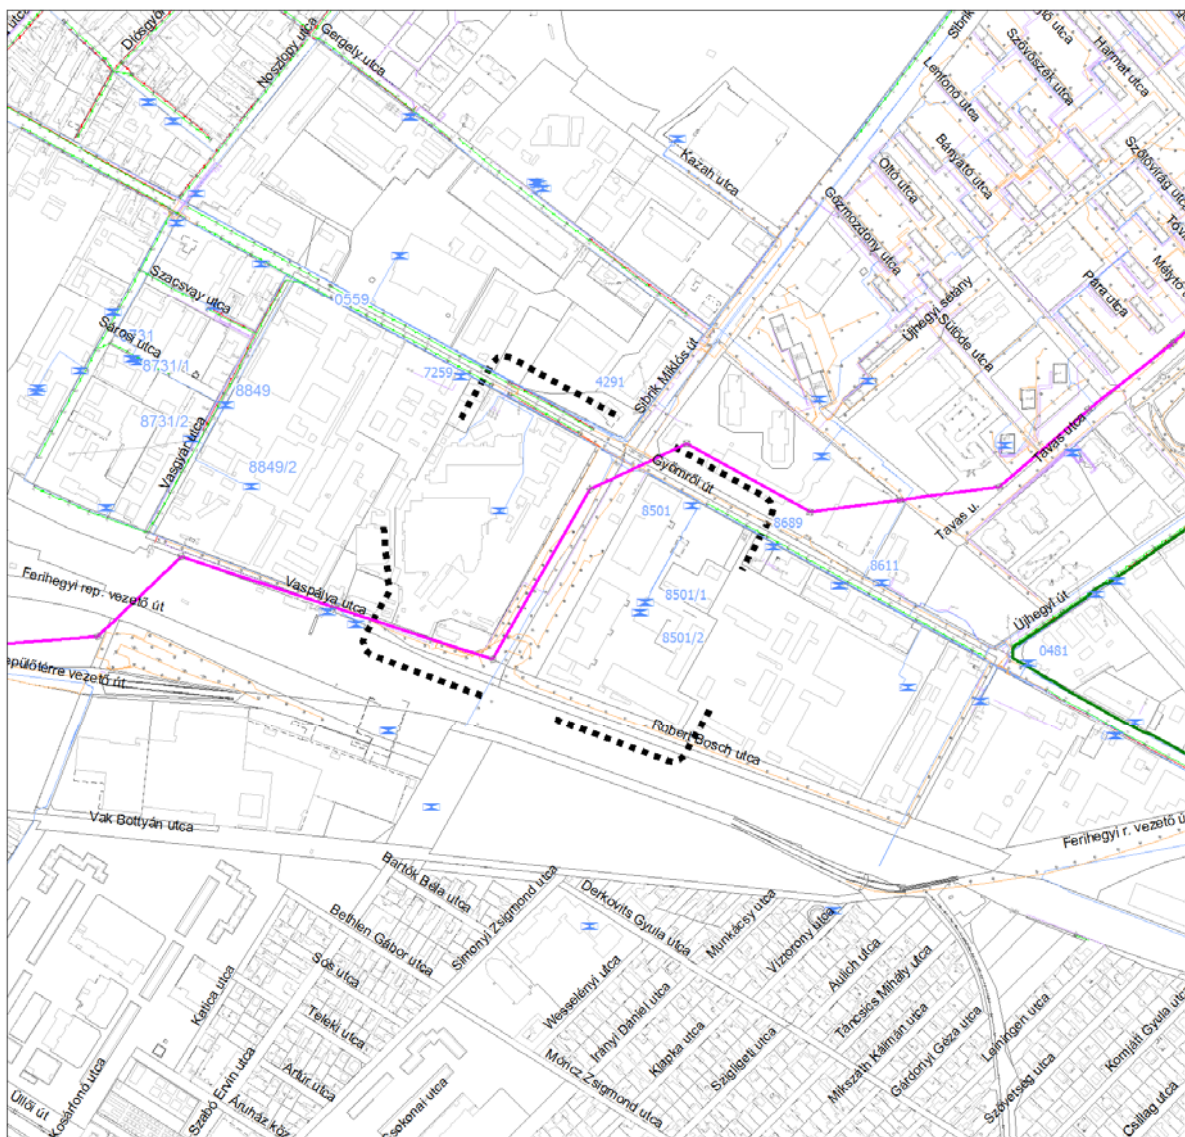 utca
Diósgyőr
Noszlopy utca
Gergely utca
Sibrik
Lenfonó utca
Szövőszék utca
Harmat utca
Bányató utca
Szőlővirág utca
Oltó utca
Kazah utca
Gőzmozdony utca
Mélytó
Pára utca
Újhegyi sétány
Sütöde utca
Szacsvay utca
0559
Sárosi utca
8731/1
7259
4291
Sibrik Miklós út
8849
8731/2
Vasgyár utca
8849/2
Gyömrői út
Tavas utca
8501
8689
Tavas u.
8611
Ferihegyi rep. vezető út
Vaspálya utca
8501/1
Újhegyi út
8501/2
0481
epülőtérre vezető út
Robert Bosch utca
Vak Bottyán utca
Ferihegyi r. vezető ú
Bartók Béla utca
Simonyi Zsigmond utca
Derkovits Gyula utca
Munkácsy utca
Víztorony utca
Bethlen Gábor utca
Aulich utca
Sós utca
Táncsics Mihály utca
Katica utca
Wesselényi utca
Irányi Dániel utca
Klapka utca
Szigligeti utca
Mikszáth Kálmán utca
Gárdonyi Géza utca
Leiningen utca
Komjáti Gyula utca
Teleki utca
Artúr utca
Móricz Zsigmond utca
Szövetség utca
Csillag utca
Üllői út
Kosárfonó utca
Szabó Ervin utca
Áruház köz
Csokonai utca